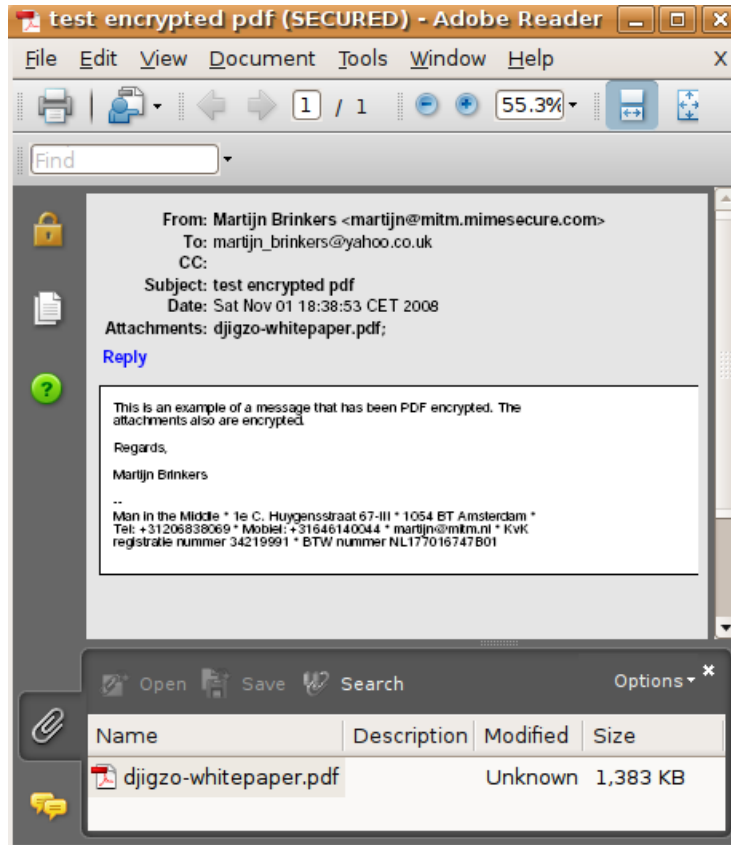 test encrypted pdf (SECURED) - Adobe Reader
File Edit View Document Tools Window Help X
1 / 1 55.3%
Find
From: Martijn Brinkers <martijn@mitm.mimesecure.com>
To: martijn_brinkers@yahoo.co.uk
CC:
Subject: test encrypted pdf
Date: Sat Nov 01 18:38:53 CET 2008
Attachments: djigzo-whitepaper.pdf;
Reply
This is an example of a message that has been PDF encrypted. The
attachments also are encrypted.
Regards,
Martijn Brinkers
--
Man in the Middle * 1e C. Huygensstraat 67-III * 1054 BT Amsterdam *
Tel: +31206838069 * Mobiel: +31646140044 * martijn@mitm.nl * KvK
registratie nummer 34219991 * BTW nummer NL177016747B01
Open Save Search Options
Name Description Modified Size
djigzo-whitepaper.pdf Unknown 1,383 KB